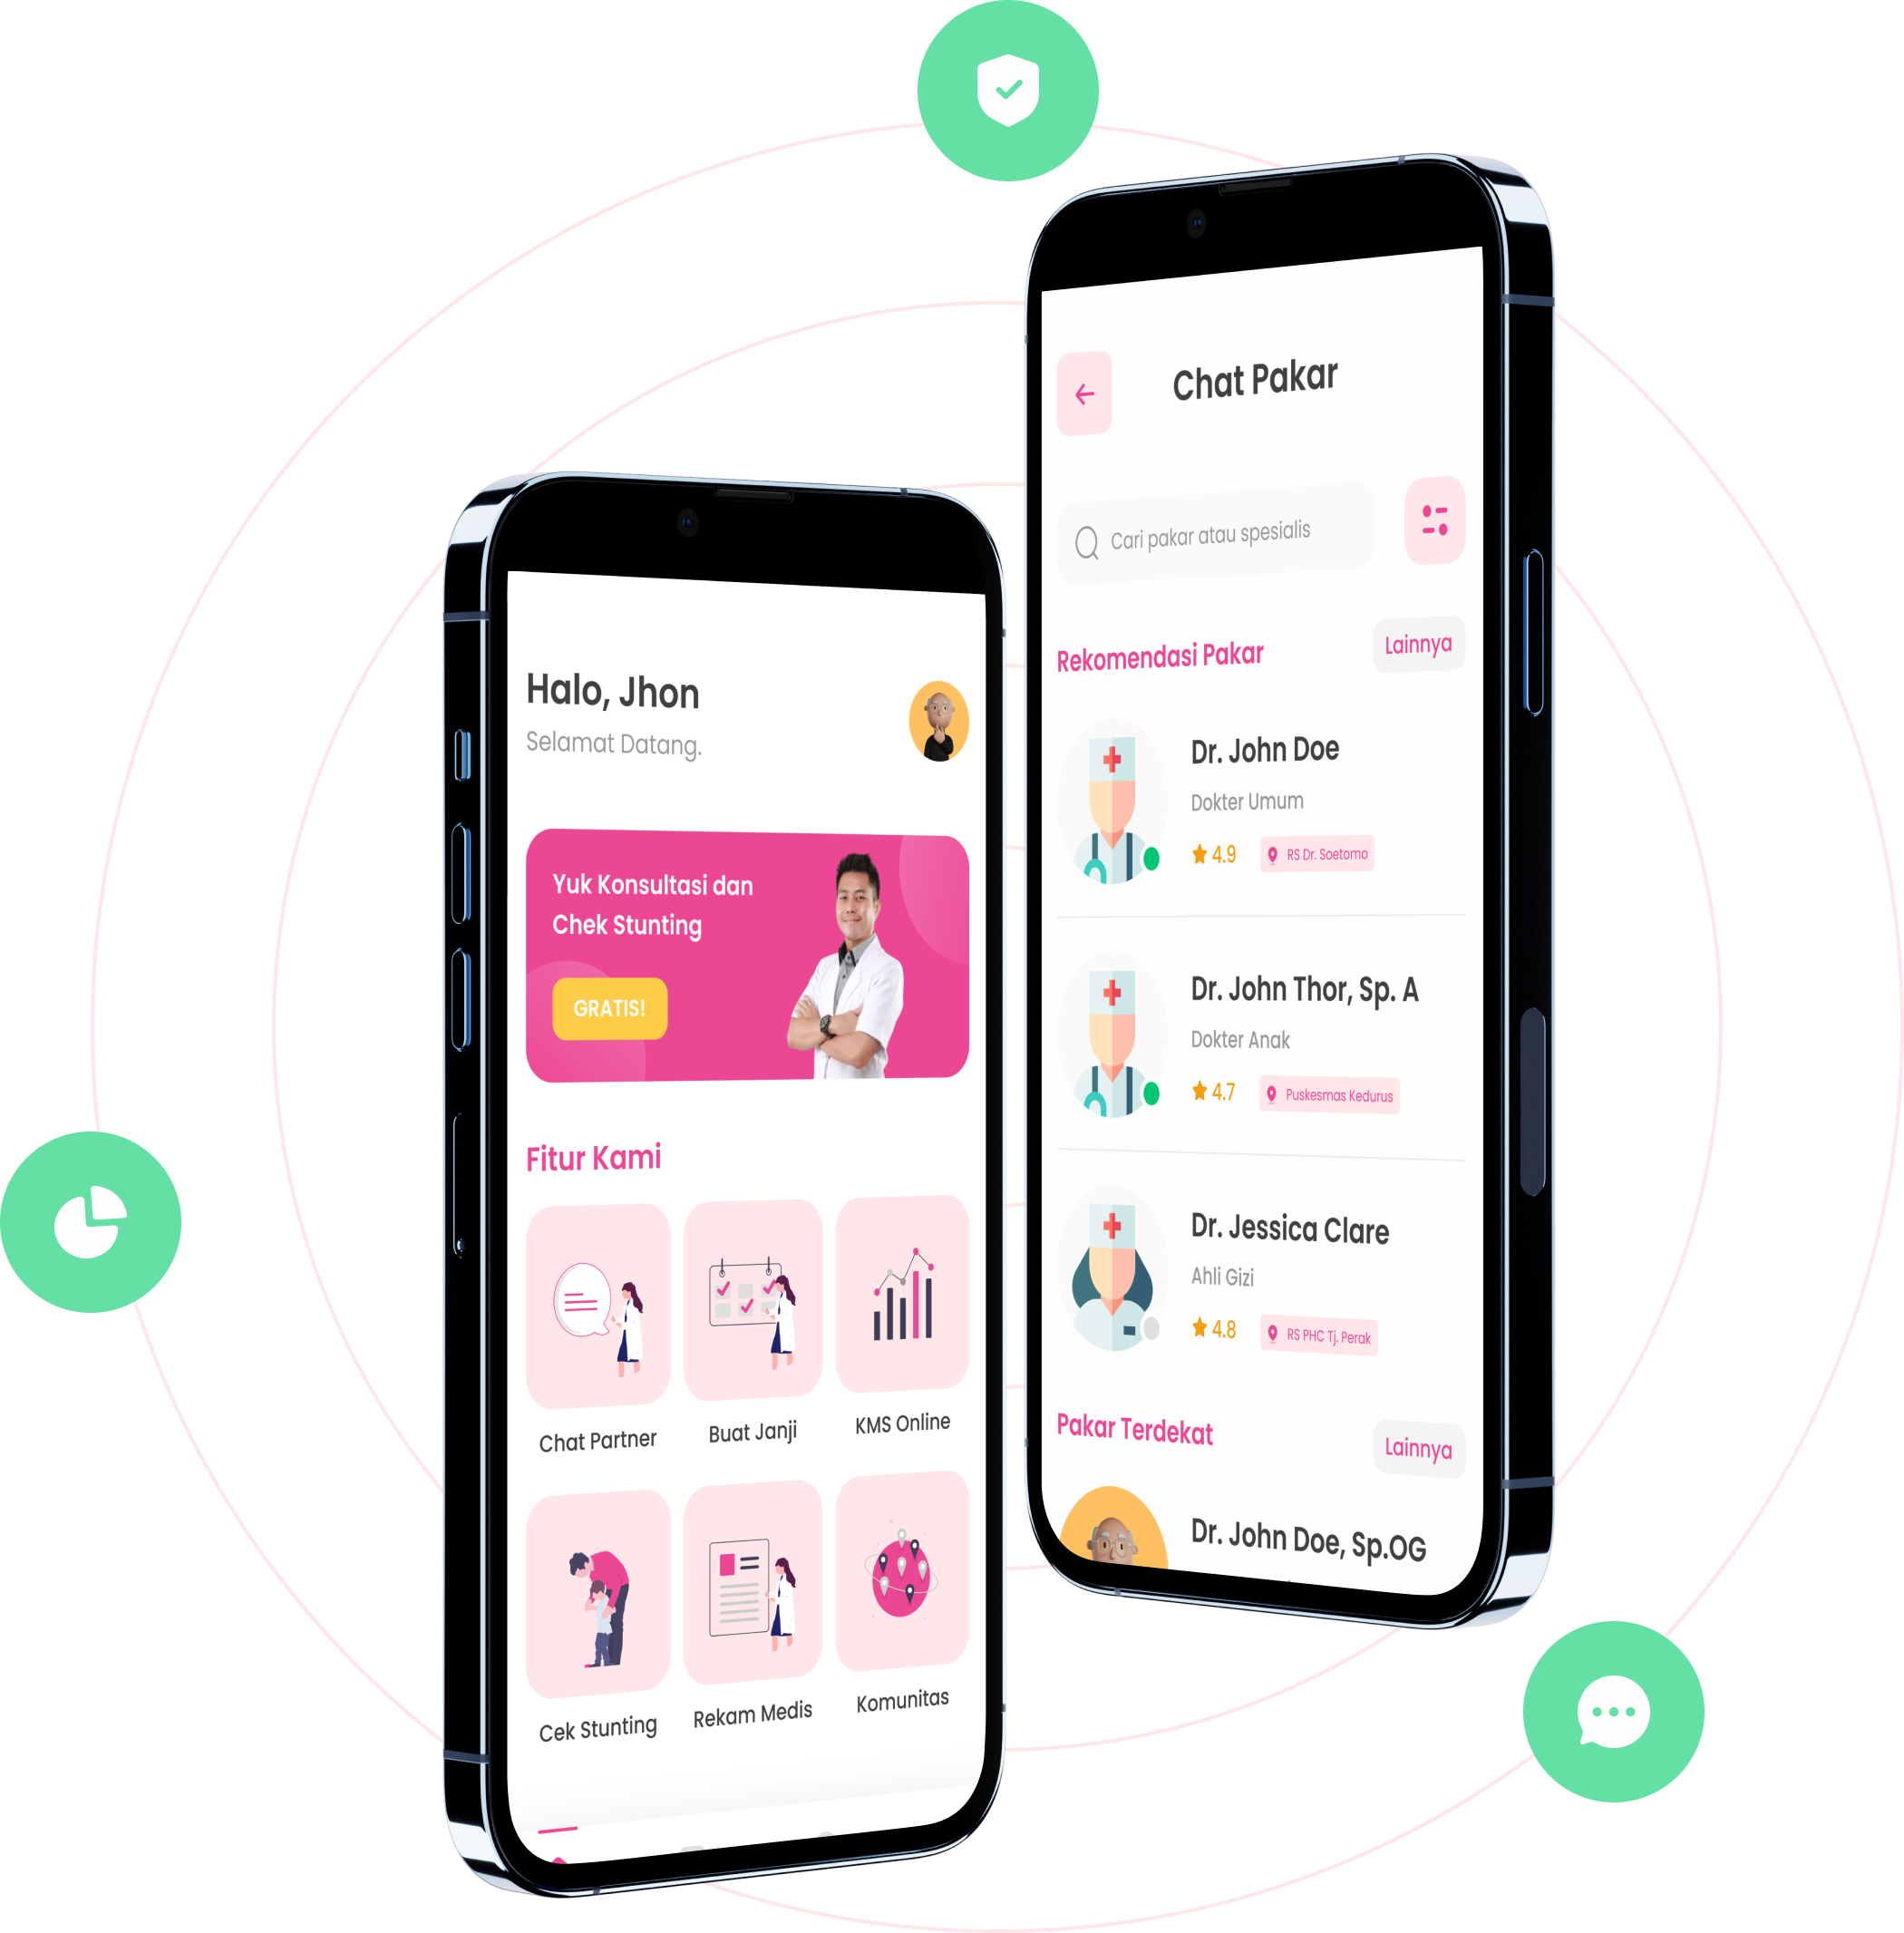 Halo, Jhon
Selamat Datang.
Yuk Konsultasi dan
Chek Stunting
GRATIS!
Fitur Kami
Chat Partner
Buat Janji
KMS Online
Cek Stunting
Rekam Medis
Komunitas
Chat Pakar
Cari pakar atau spesialis
Rekomendasi Pakar
Lainnya
Dr. John Doe
Dokter Umum
4.9
RS Dr. Soetomo
Dr. John Thor, Sp. A
Dokter Anak
4.7
Puskesmas Kedurus
Dr. Jessica Clare
Ahli Gizi
4.8
RS PHC Tj. Perak
Pakar Terdekat
Lainnya
Dr. John Doe, Sp.OG